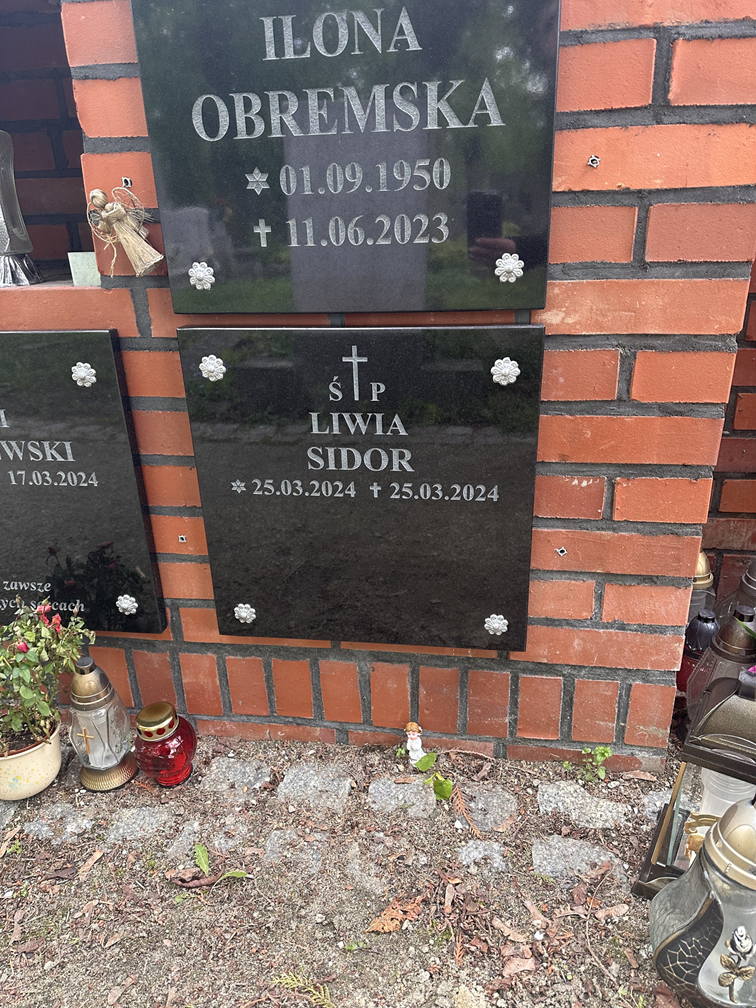 ILONA
OBREMSKA
✶ 01.09.1950
✝ 11.06.2023
Ś ✝ P
LIWIA
SIDOR
✶ 25.03.2024 ✝ 25.03.2024
WSKI
17.03.2024
zawsze